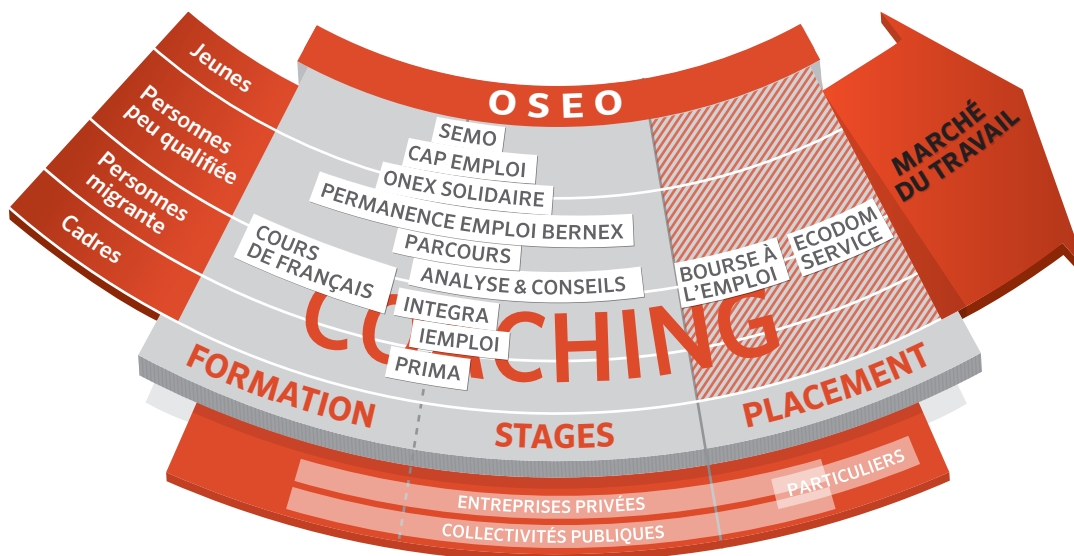 OSEO
Jeunes
Personnes
peu qualifiée
Personnes
migrante
Cadres
SEMO
CAP EMPLOI
ONEX SOLIDAIRE
PERMANENCE EMPLOI BERNEX
PARCOURS
COURS
DE FRANÇAIS
ANALYSE & CONSEILS
INTEGRA
IEMPLOI
PRIMA
BOURSE À
L'EMPLOI
ECODOM
SERVICE
MARCHÉ
DU TRAVAIL
COACHING
FORMATION
STAGES
PLACEMENT
ENTREPRISES PRIVÉES
PARTICULIERS
COLLECTIVITÉS PUBLIQUES